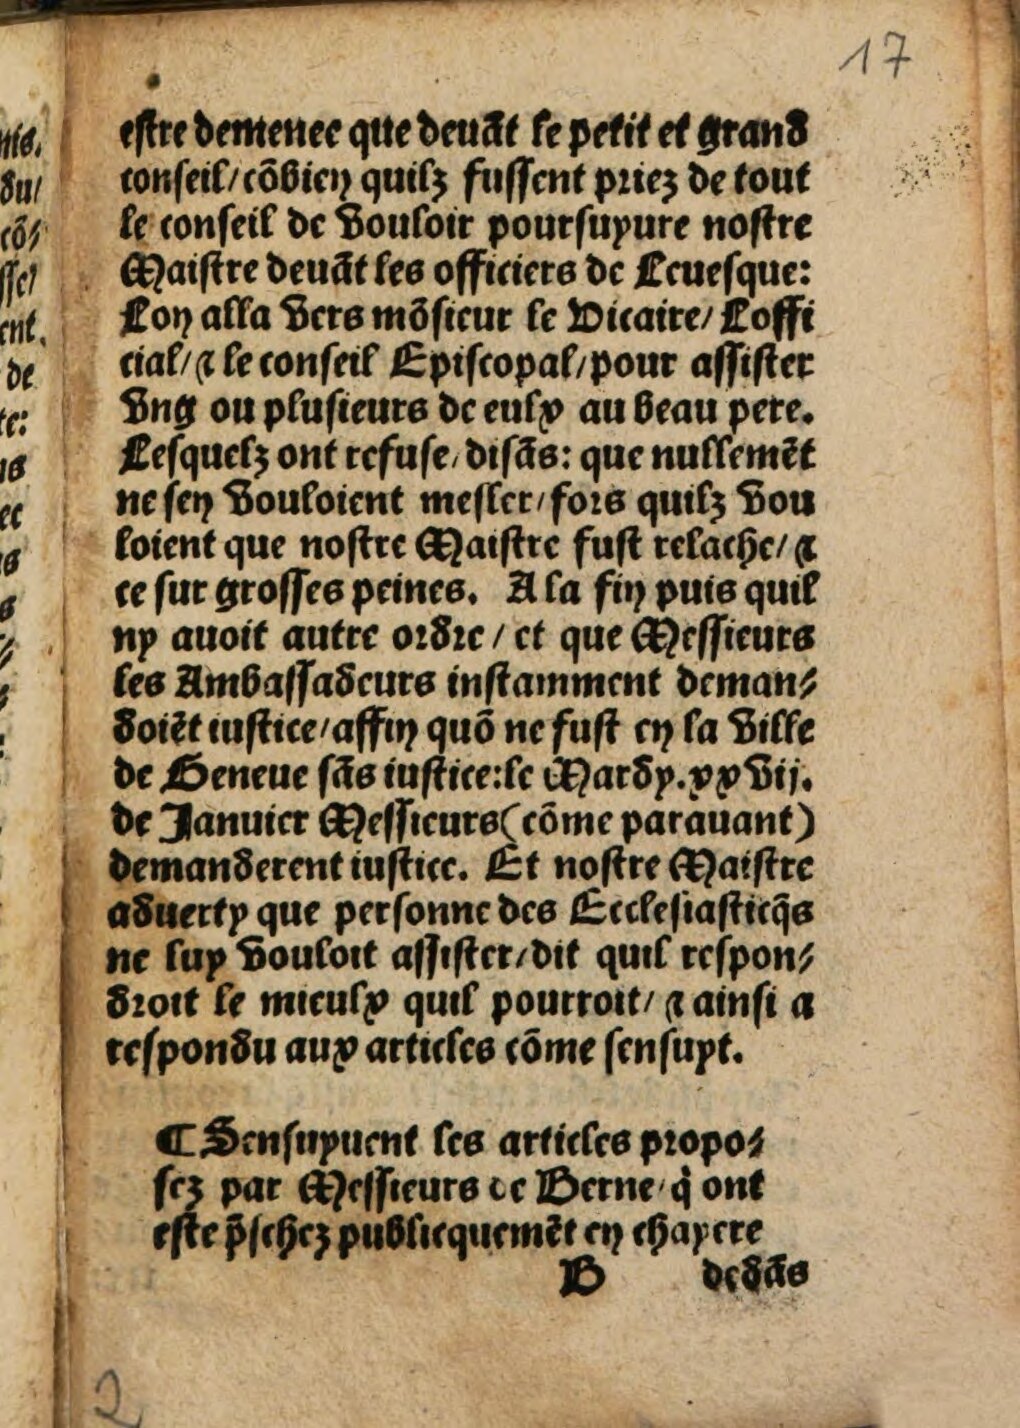 17
estre demenee que deuãt le petit et grand
conseil/cõbien quilz fussent priez de tout
le conseil de vouloir poursuyure nostre
Maistre deuãt les officiers de Leuesque:
Lon alla vers mõsieur le Vicaire/Loffi
cial/⁊ le conseil Episcopal/pour assister
vng ou plusieurs de eulx au beau pere.
Lesquelz ont refuse/disãs: que nullemẽt
ne sen vouloient mesler/fors quilz vou
loient que nostre Maistre fust relache/⁊
ce sur grosses peines. A la fin puis quil
ny auoit autre ordre/et que Messieurs
les Ambassadeurs instamment deman⸗
doiẽt iustice/affin quõ ne fust en la ville
de Geneue sãs iustice:le Mardy.xxvij.
de Januier Messieurs(cõme parauant)
demanderent iustice. Et nostre Maistre
aduerty que personne des Ecclesiasticq̃s
ne luy vouloit assister/dit quil respon⸗
droit le mieulx quil pourroit/⁊ ainsi a
respondu aux articles cõme sensuyt.
¶Sensuyuent les articles propo⸗
sez par Messieurs de Berne/q̇ ont
este p̃schez publicquemẽt en chayere
B dedãs
2